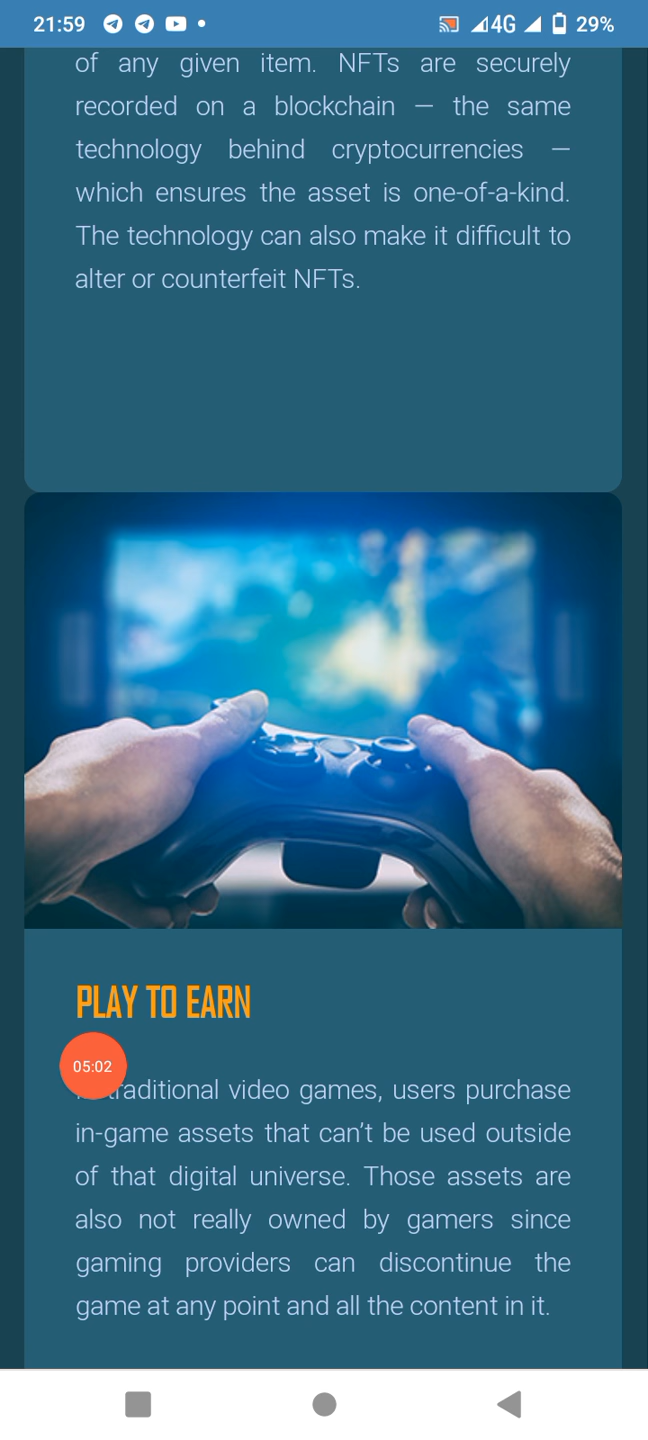 21:59
4G
29%
of any given item. NFTs are securely
recorded on a blockchain — the same
technology behind cryptocurrencies —
which ensures the asset is one-of-a-kind.
The technology can also make it difficult to
alter or counterfeit NFTs.
PLAY TO EARN
05:02
traditional video games, users purchase
in-game assets that can’t be used outside
of that digital universe. Those assets are
also not really owned by gamers since
gaming providers can discontinue the
game at any point and all the content in it.